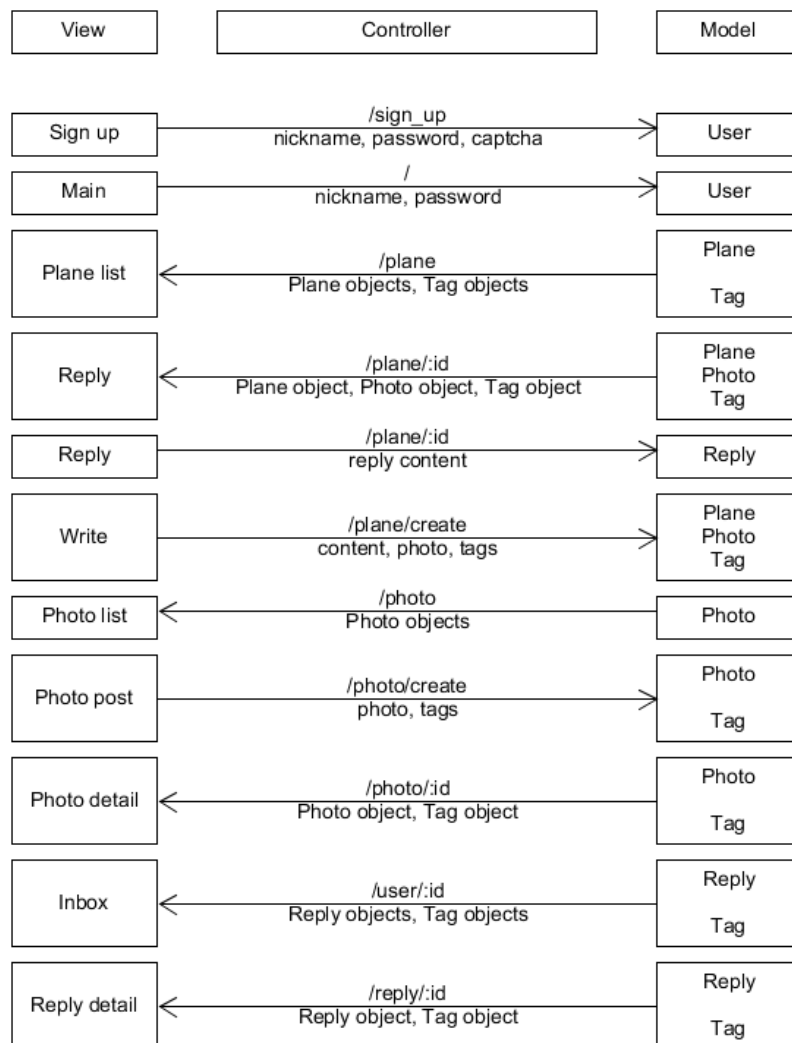 View
Controller
Model
Sign up
/sign_up
nickname, password, captcha
User
Main
/
nickname, password
User
Plane list
/plane
Plane objects, Tag objects
Plane
Tag
Reply
/plane/:id
Plane object, Photo object, Tag object
Plane
Photo
Tag
Reply
/plane/:id
reply content
Reply
Write
/plane/create
content, photo, tags
Plane
Photo
Tag
Photo list
/photo
Photo objects
Photo
Photo post
/photo/create
photo, tags
Photo
Tag
Photo detail
/photo/:id
Photo object, Tag object
Photo
Tag
Inbox
/user/:id
Reply objects, Tag objects
Reply
Tag
Reply detail
/reply/:id
Reply object, Tag object
Reply
Tag